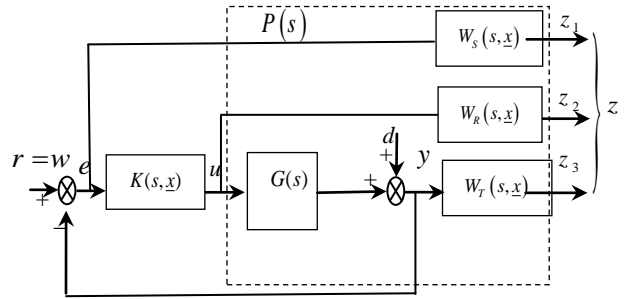 P(s)
W_S(s,x) z_1
W_R(s,x) z_2
z
r = w e
K(s,x)
u
G(s)
d
+
+
y
W_T(s,x) z_3
+
−